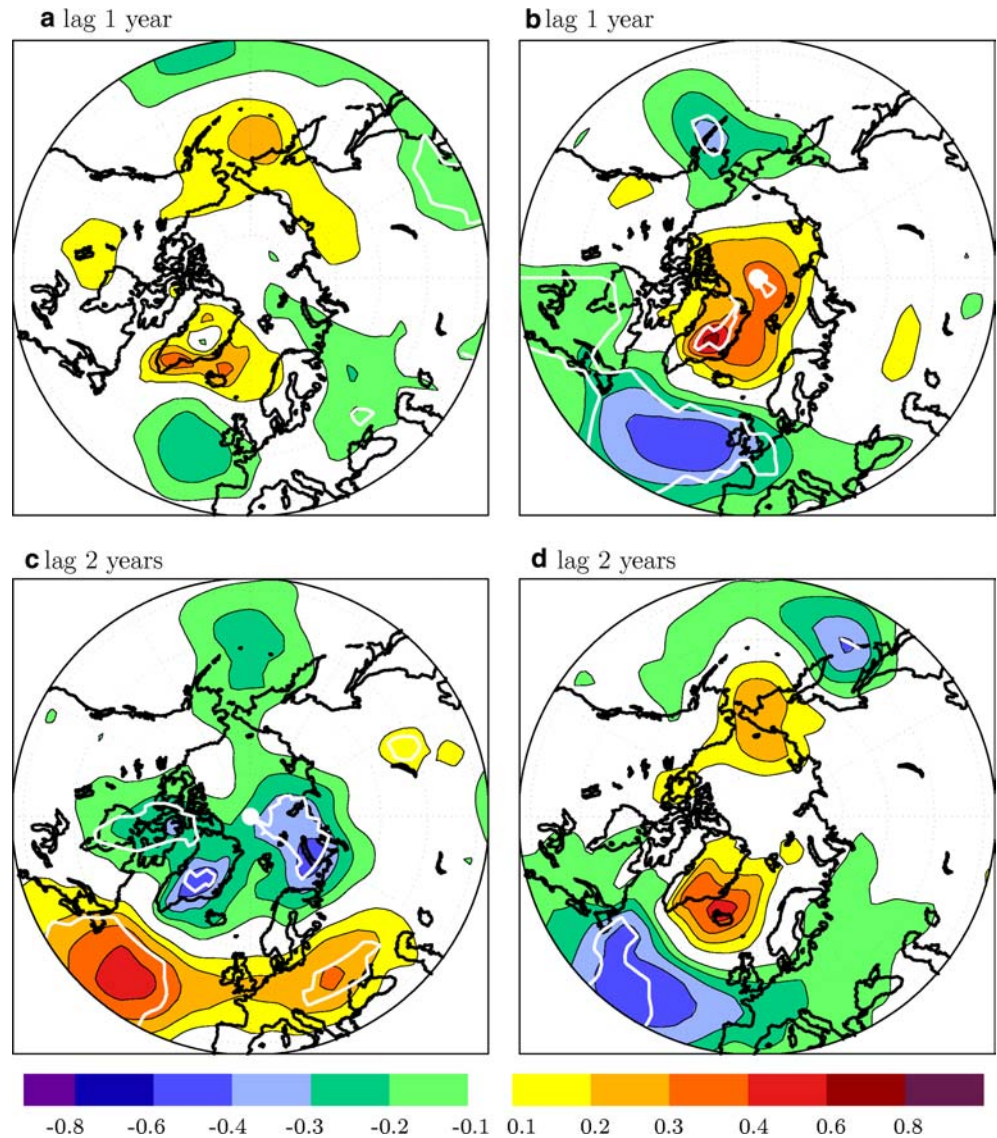 a lag 1 year
b lag 1 year
c lag 2 years
d lag 2 years
-0.8 -0.6 -0.4 -0.3 -0.2 -0.1 0.1 0.2 0.3 0.4 0.6 0.8